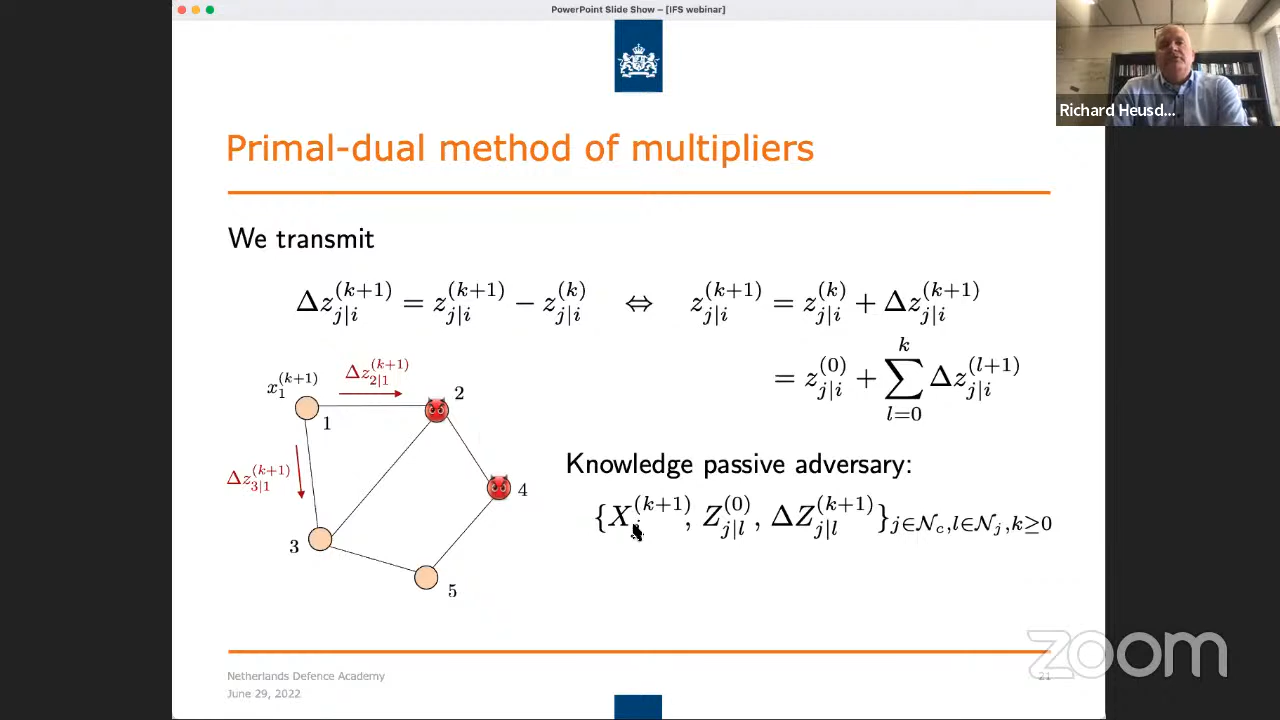 PowerPoint Slide Show – [IFS webinar]
Richard Heusd...
Primal-dual method of multipliers
We transmit
Δz_{j|i}^{(k+1)} = z_{j|i}^{(k+1)} − z_{j|i}^{(k)} ⇔ z_{j|i}^{(k+1)} = z_{j|i}^{(k)} + Δz_{j|i}^{(k+1)}
= z_{j|i}^{(0)} + ∑_{l=0}^{k} Δz_{j|i}^{(l+1)}
x_1^{(k+1)}
Δz_{2|1}^{(k+1)}
2
1
Δz_{3|1}^{(k+1)}
4
3
5
Knowledge passive adversary:
{X_j^{(k+1)}, Z_{j|l}^{(0)}, ΔZ_{j|l}^{(k+1)}}_{j∈𝒩_c, l∈𝒩_j, k≥0}
zoom
Netherlands Defence Academy
21
June 29, 2022